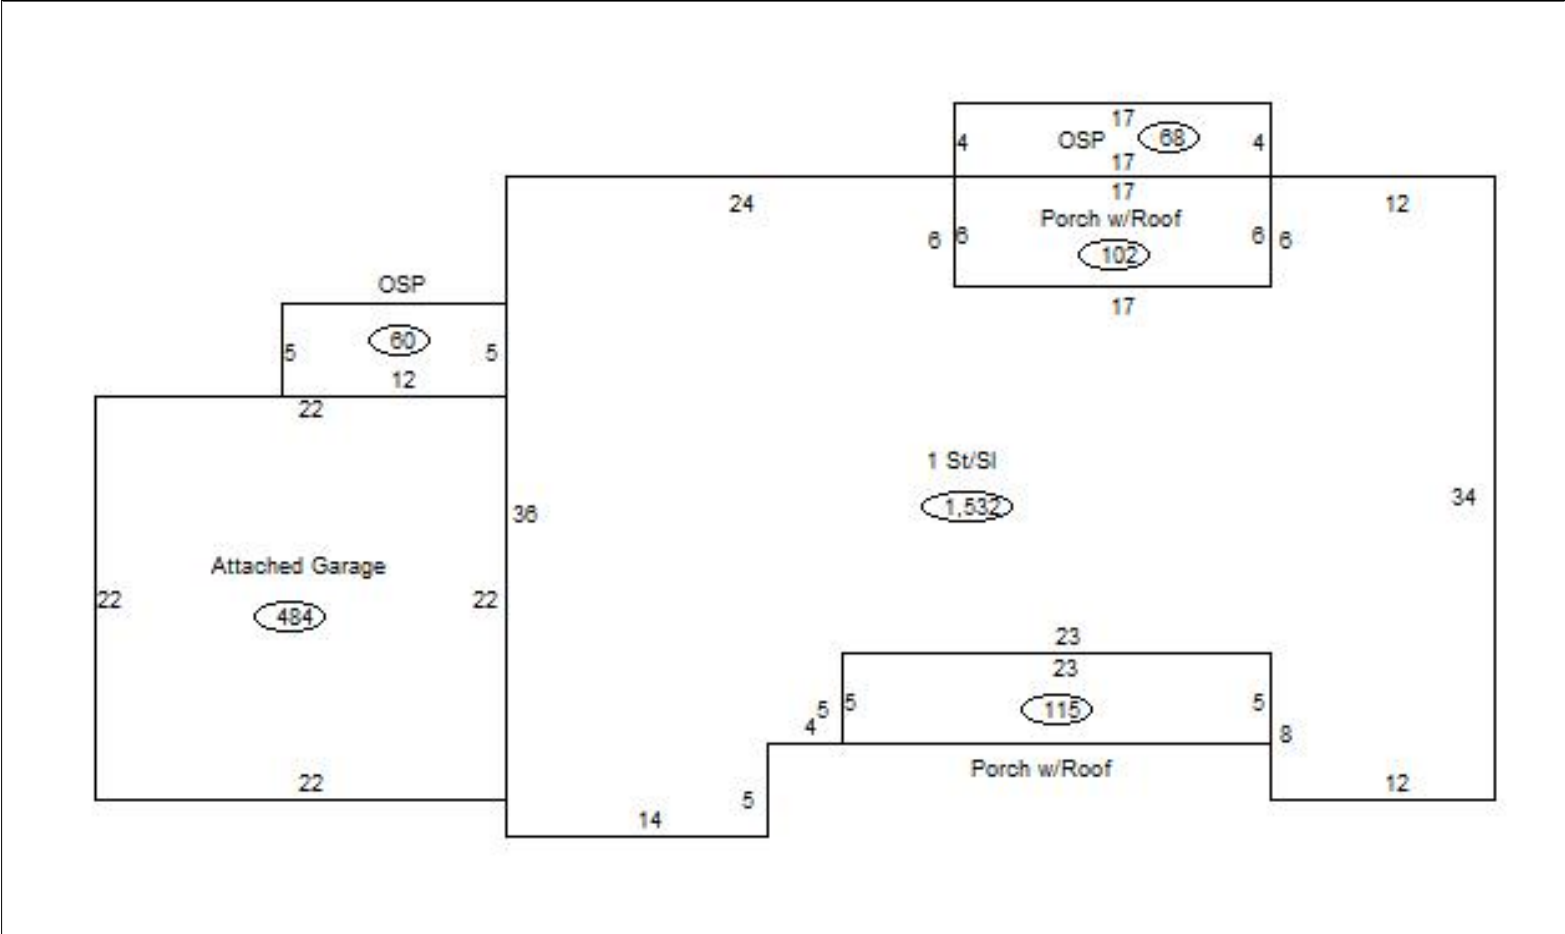 17
OSP 68
4 4
17
17
24 12
Porch w/Roof
6 6 6 6
102
OSP
17
60
5 5
12
22
1 St/Sl
34
1,532
36
Attached Garage
22 22
484
23
23
5 5 115 5
4
8
Porch w/Roof
22 12
5
14